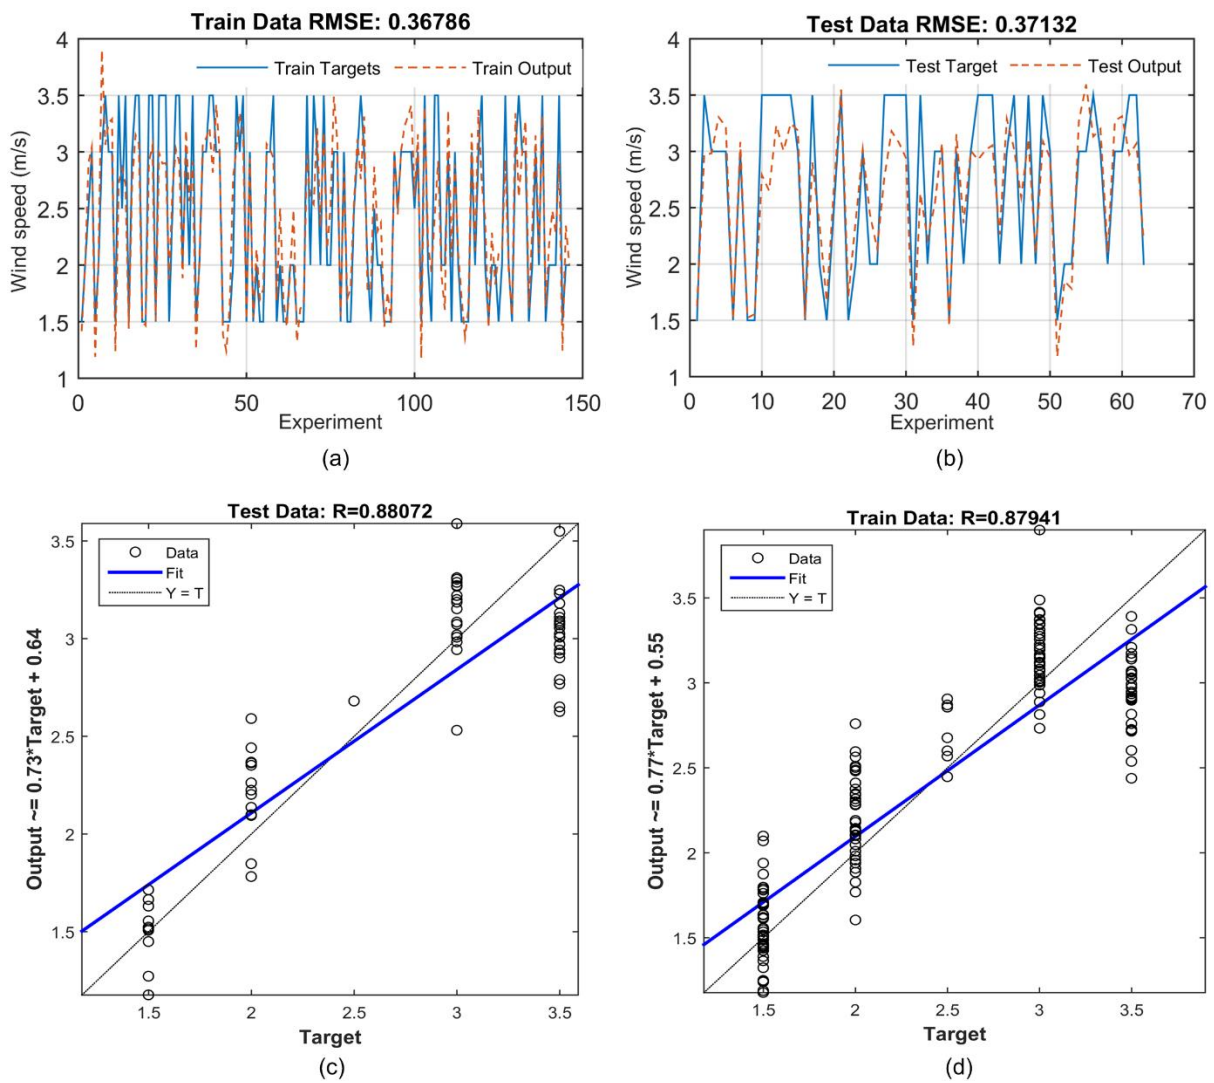 Train Data RMSE: 0.36786
4
3.5
3
2.5
2
1.5
1
Wind speed (m/s)
Train Targets
Train Output
0
50
100
150
Experiment
(a)
Test Data RMSE: 0.37132
4
3.5
3
2.5
2
1.5
1
Wind speed (m/s)
Test Target
Test Output
0
10
20
30
40
50
60
70
Experiment
(b)
Test Data: R=0.88072
Data
Fit
Y = T
3.5
3
2.5
2
1.5
Output ~= 0.73*Target + 0.64
1.5
2
2.5
3
3.5
Target
(c)
Train Data: R=0.87941
Data
Fit
Y = T
3.5
3
2.5
2
1.5
Output ~= 0.77*Target + 0.55
1.5
2
2.5
3
3.5
Target
(d)